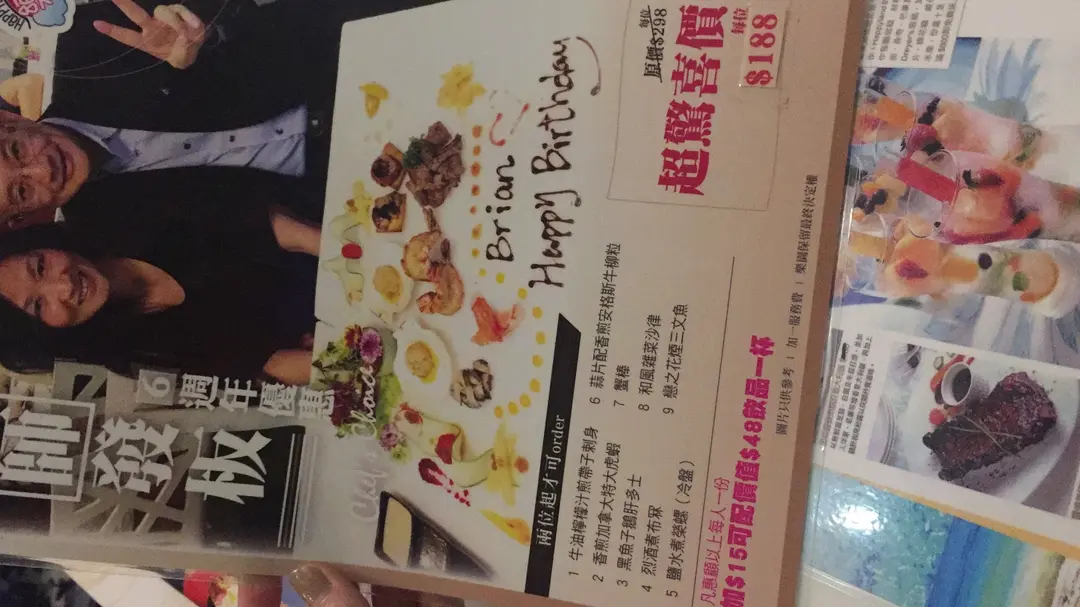 6週年優惠
發板
Brian
Happy Birthday
原價$298
每位
超驚喜價
每位
$188
兩位起才可order
1 牛油檸檬汁煎帶子刺身
2 香煎加拿大特大虎蝦
3 黑魚子鵝肝多士
4 烈酒煮布冧
5 鹽水煮榮螺(冷盤)
6 蒜片配香煎安格斯牛柳粒
7 蟹棒
8 和風雜菜沙律
9 戀之花煙三文魚
凡惠顧以上每人一份
加$15可配價值$48飲品一杯
圖片只供參考 | 加一服務費 | 樂園保留最終決定權